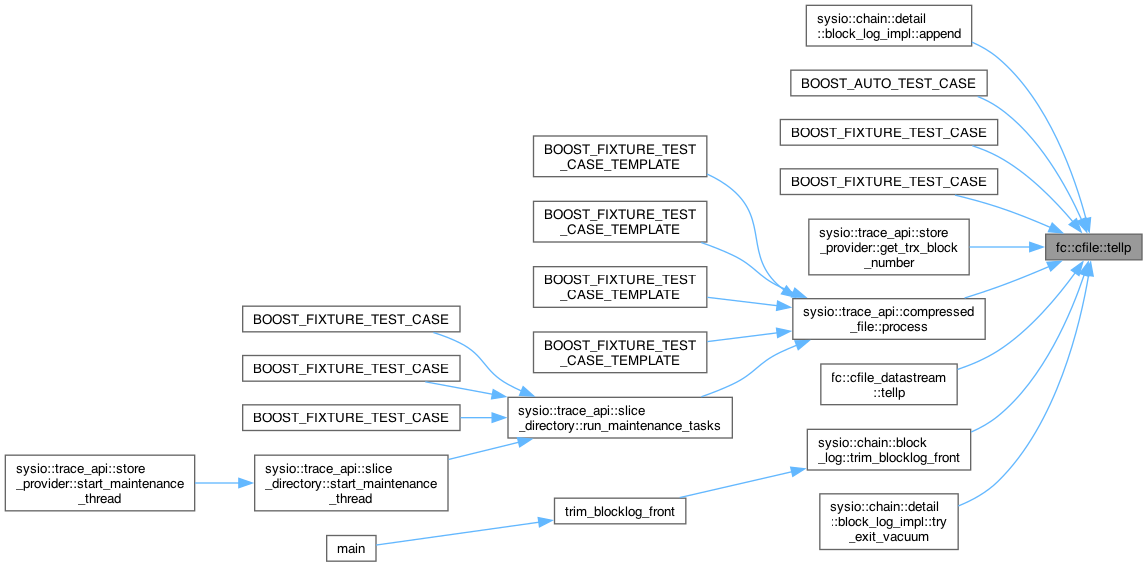 sysio::chain::detail
::block_log_impl::append
BOOST_AUTO_TEST_CASE
BOOST_FIXTURE_TEST_CASE
BOOST_FIXTURE_TEST_CASE
sysio::trace_api::store
_provider::get_trx_block
_number
fc::cfile::tellp
BOOST_FIXTURE_TEST
_CASE_TEMPLATE
BOOST_FIXTURE_TEST
_CASE_TEMPLATE
BOOST_FIXTURE_TEST
_CASE_TEMPLATE
BOOST_FIXTURE_TEST
_CASE_TEMPLATE
sysio::trace_api::compressed
_file::process
BOOST_FIXTURE_TEST_CASE
BOOST_FIXTURE_TEST_CASE
BOOST_FIXTURE_TEST_CASE
sysio::trace_api::slice
_directory::run_maintenance_tasks
fc::cfile_datastream
::tellp
sysio::trace_api::store
_provider::start_maintenance
_thread
sysio::trace_api::slice
_directory::start_maintenance
_thread
sysio::chain::block
_log::trim_blocklog_front
trim_blocklog_front
main
sysio::chain::detail
::block_log_impl::try
_exit_vacuum